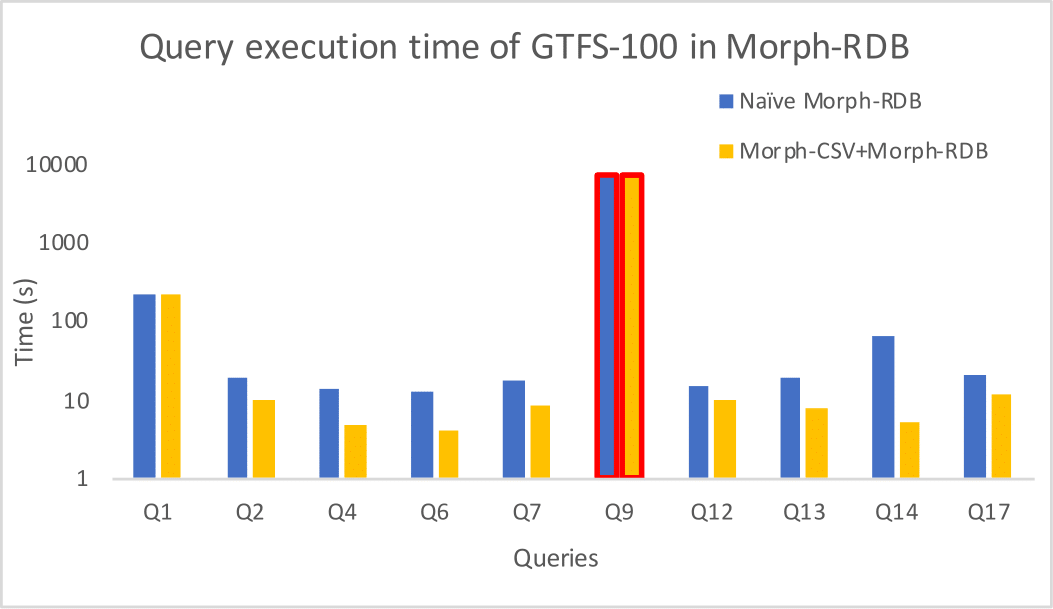 Query execution time of GTFS-100 in Morph-RDB
Naïve Morph-RDB
Morph-CSV+Morph-RDB
10000
1000
100
10
1
Time (s)
Q1 Q2 Q4 Q6 Q7 Q9 Q12 Q13 Q14 Q17
Queries